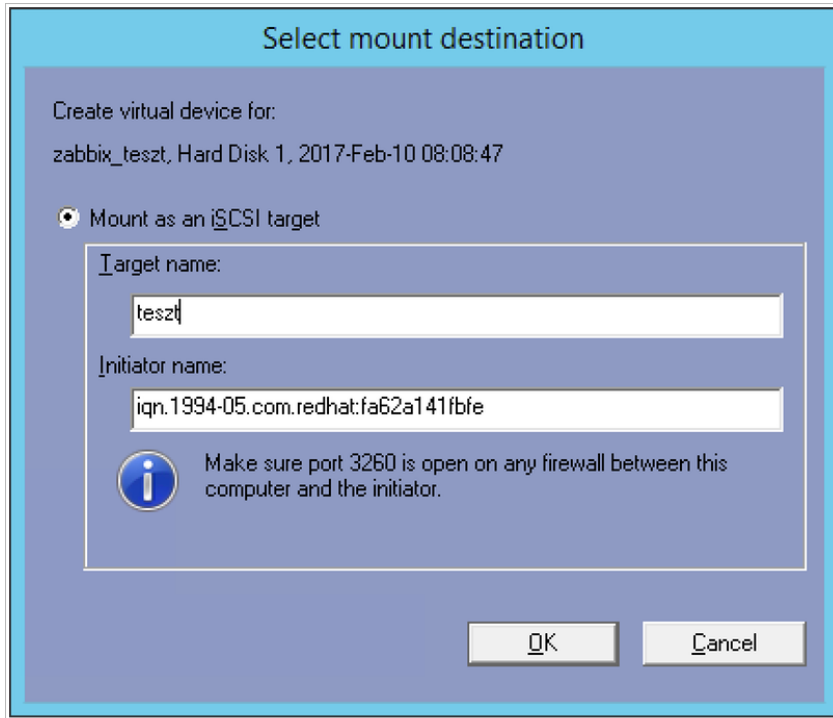 Select mount destination
Create virtual device for:
zabbix_teszt, Hard Disk 1, 2017-Feb-10 08:08:47
Mount as an iSCSI target
Target name:
teszt
Initiator name:
iqn.1994-05.com.redhat:fa62a141fbfe
Make sure port 3260 is open on any firewall between this
computer and the initiator.
OK
Cancel